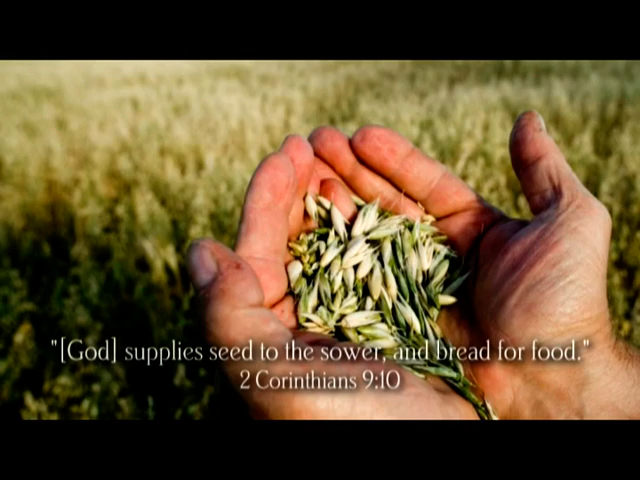 "[God] supplies seed to the sower, and bread for food."
2 Corinthians 9:10